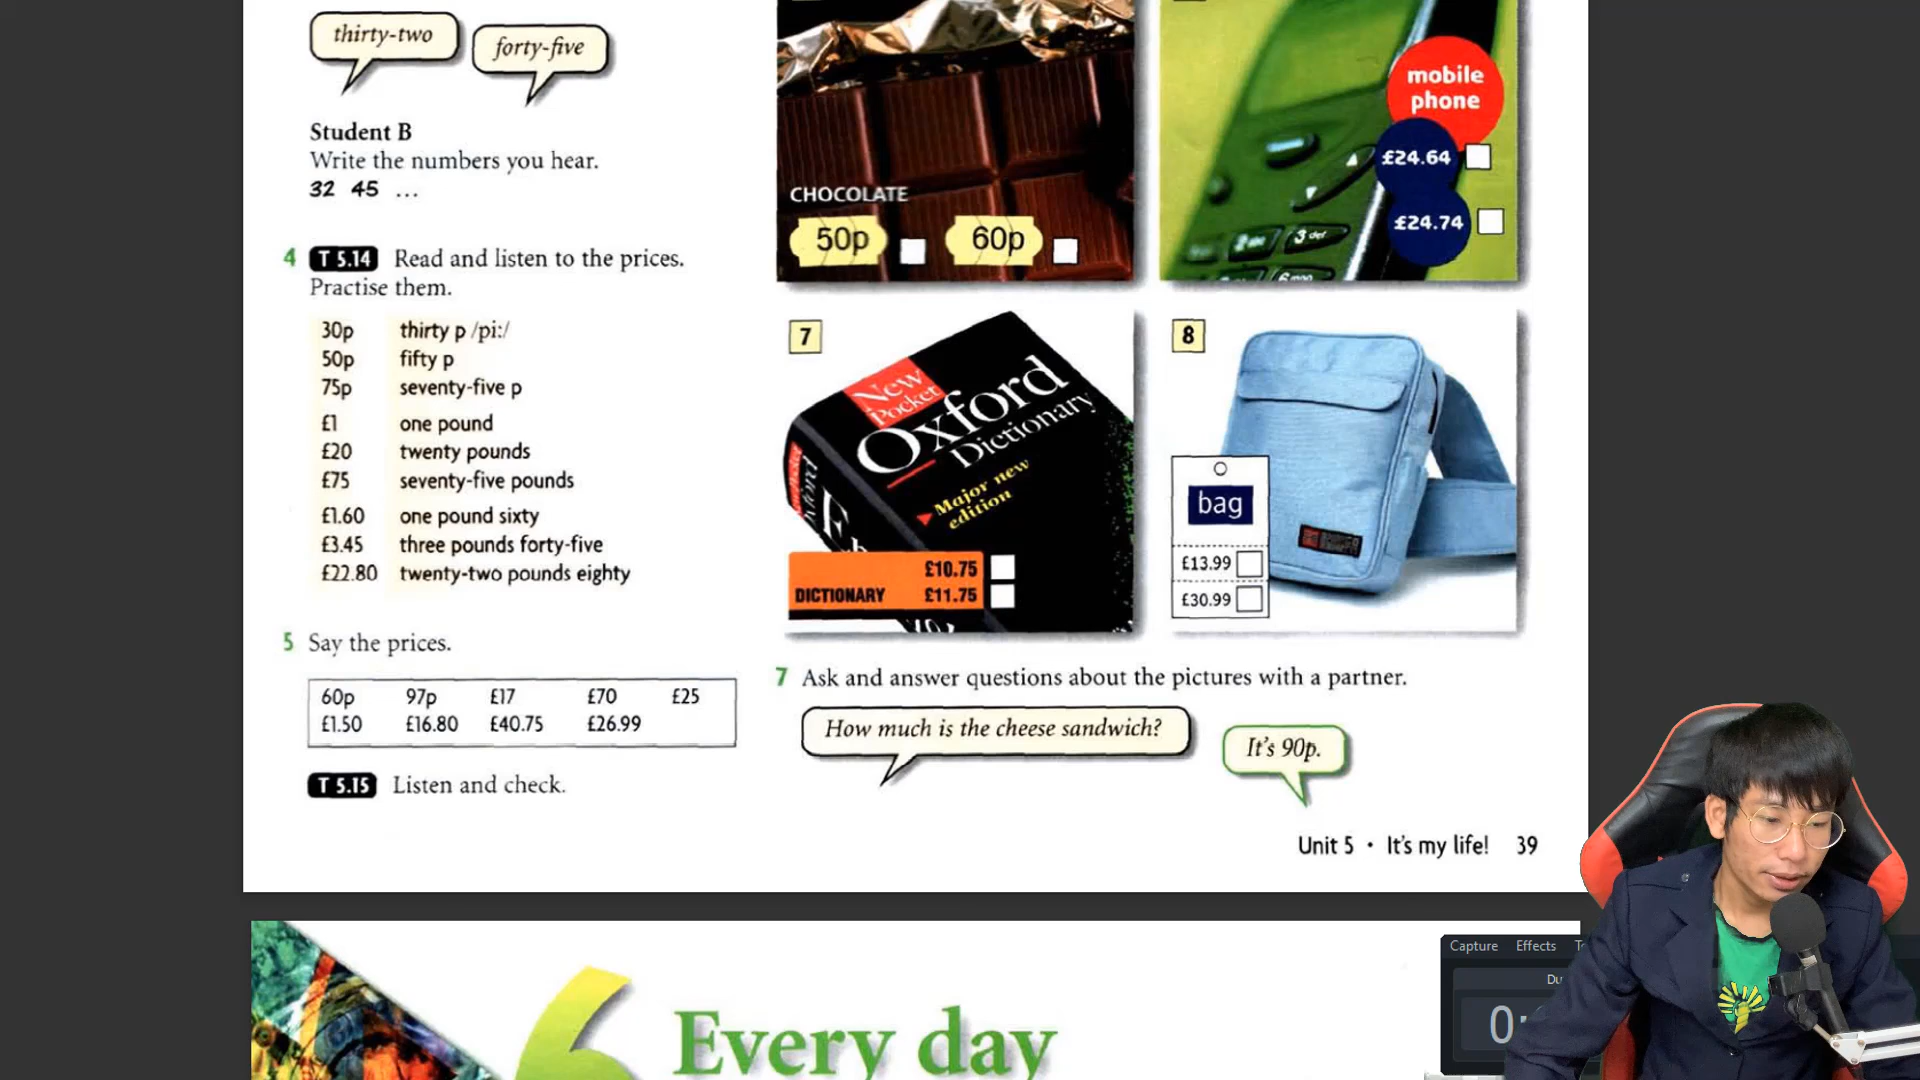 thirty-two
forty-five
Student B
Write the numbers you hear.
32 45 ...
4 T 5.14 Read and listen to the prices.
Practise them.
30p thirty p /pi:/
50p fifty p
75p seventy-five p
£1 one pound
£20 twenty pounds
£75 seventy-five pounds
£1.60 one pound sixty
£3.45 three pounds forty-five
£22.80 twenty-two pounds eighty
5 Say the prices.
60p 97p £17 £70 £25
£1.50 £16.80 £40.75 £26.99
T 5.15 Listen and check.
CHOCOLATE
50p 60p
mobile
phone
£24.64
£24.74
3 def
7
New
Pocket
Oxford
Dictionary
Major new
edition
£10.75
DICTIONARY £11.75
8
bag
£13.99
£30.99
7 Ask and answer questions about the pictures with a partner.
How much is the cheese sandwich?
It's 90p.
Unit 5 • It's my life! 39
6
Every day
Capture Effects